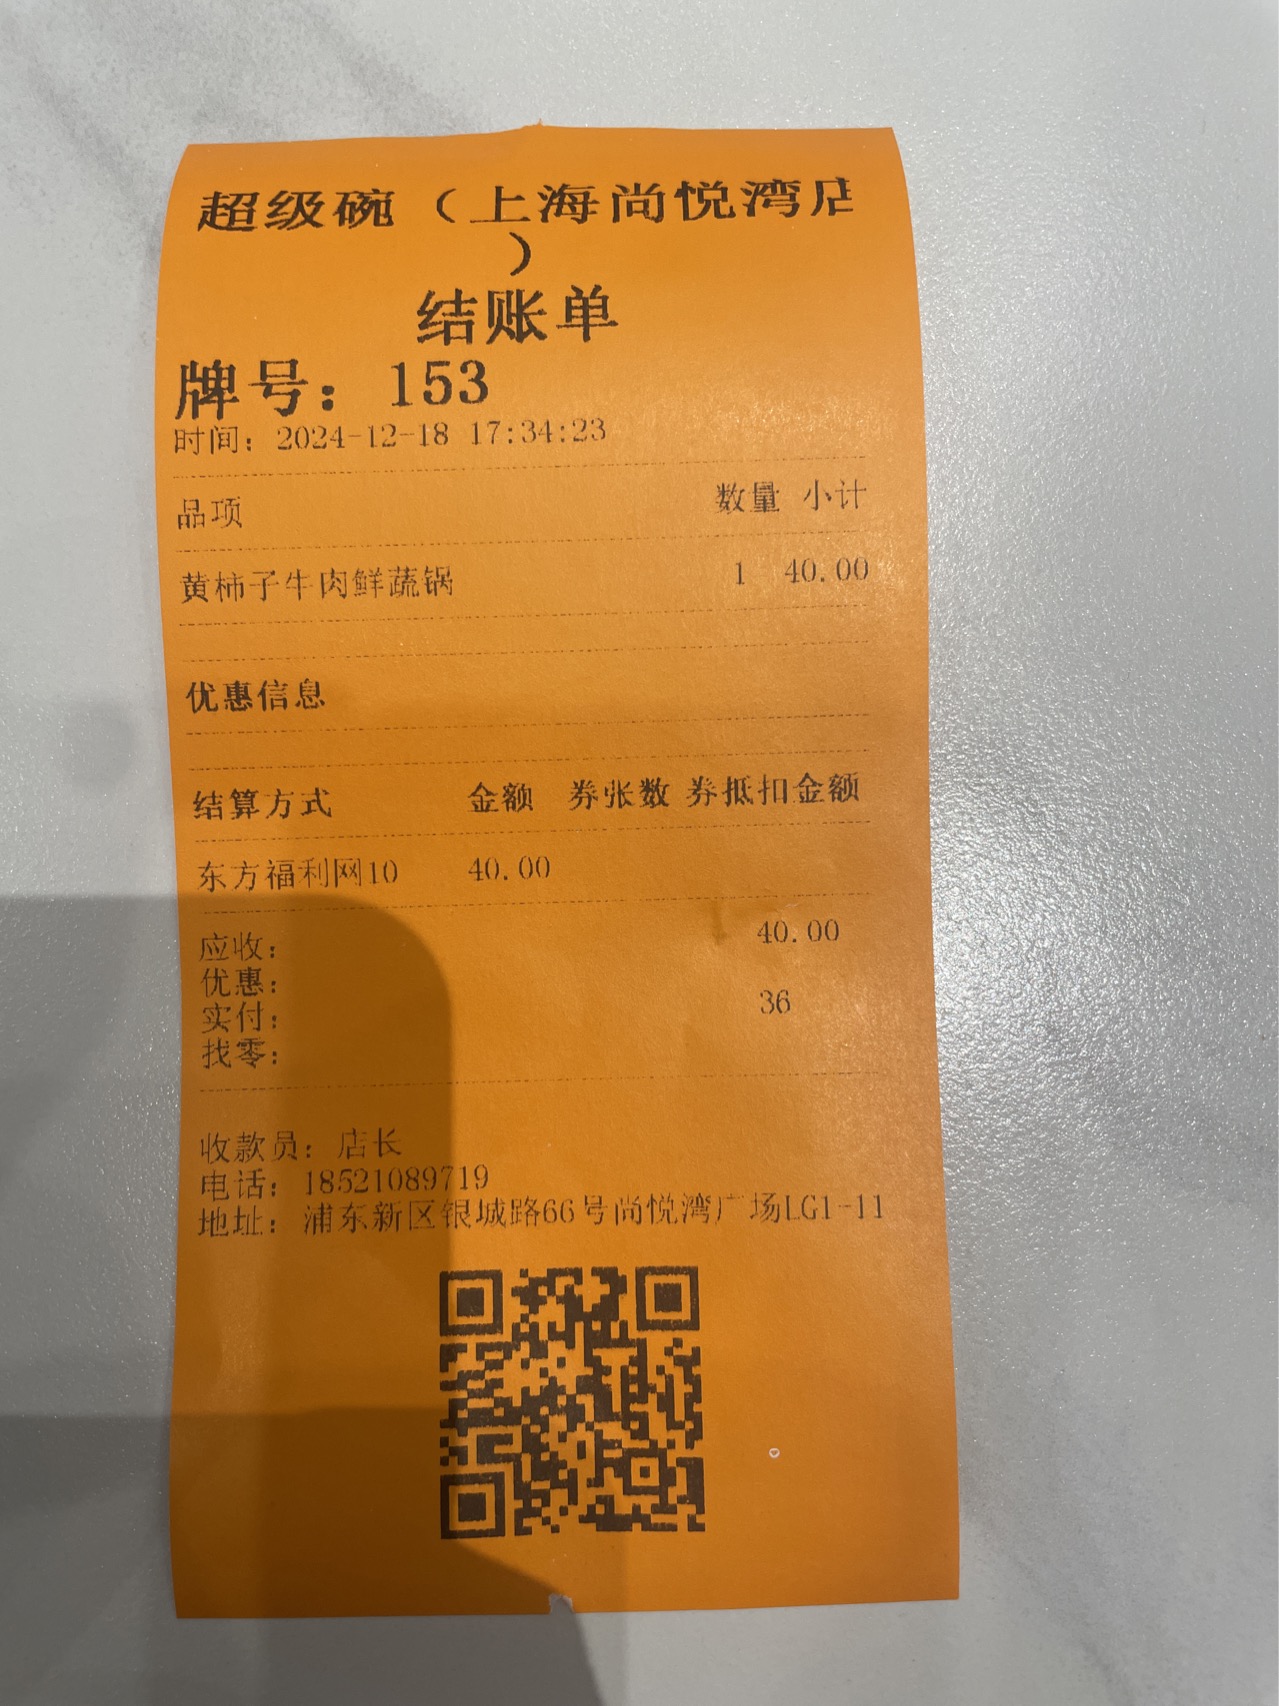 超级碗（上海尚悦湾店
）
结账单
牌号：153
时间：2024-12-18 17:34:23
品项 数量 小计
黄柿子牛肉鲜蔬锅 1 40.00
优惠信息
结算方式 金额 券张数 券抵扣金额
东方福利网10 40.00
应收： 40.00
优惠：
实付： 36
找零：
收款员：店长
电话：18521089719
地址：浦东新区银城路66号尚悦湾广场LG1-11